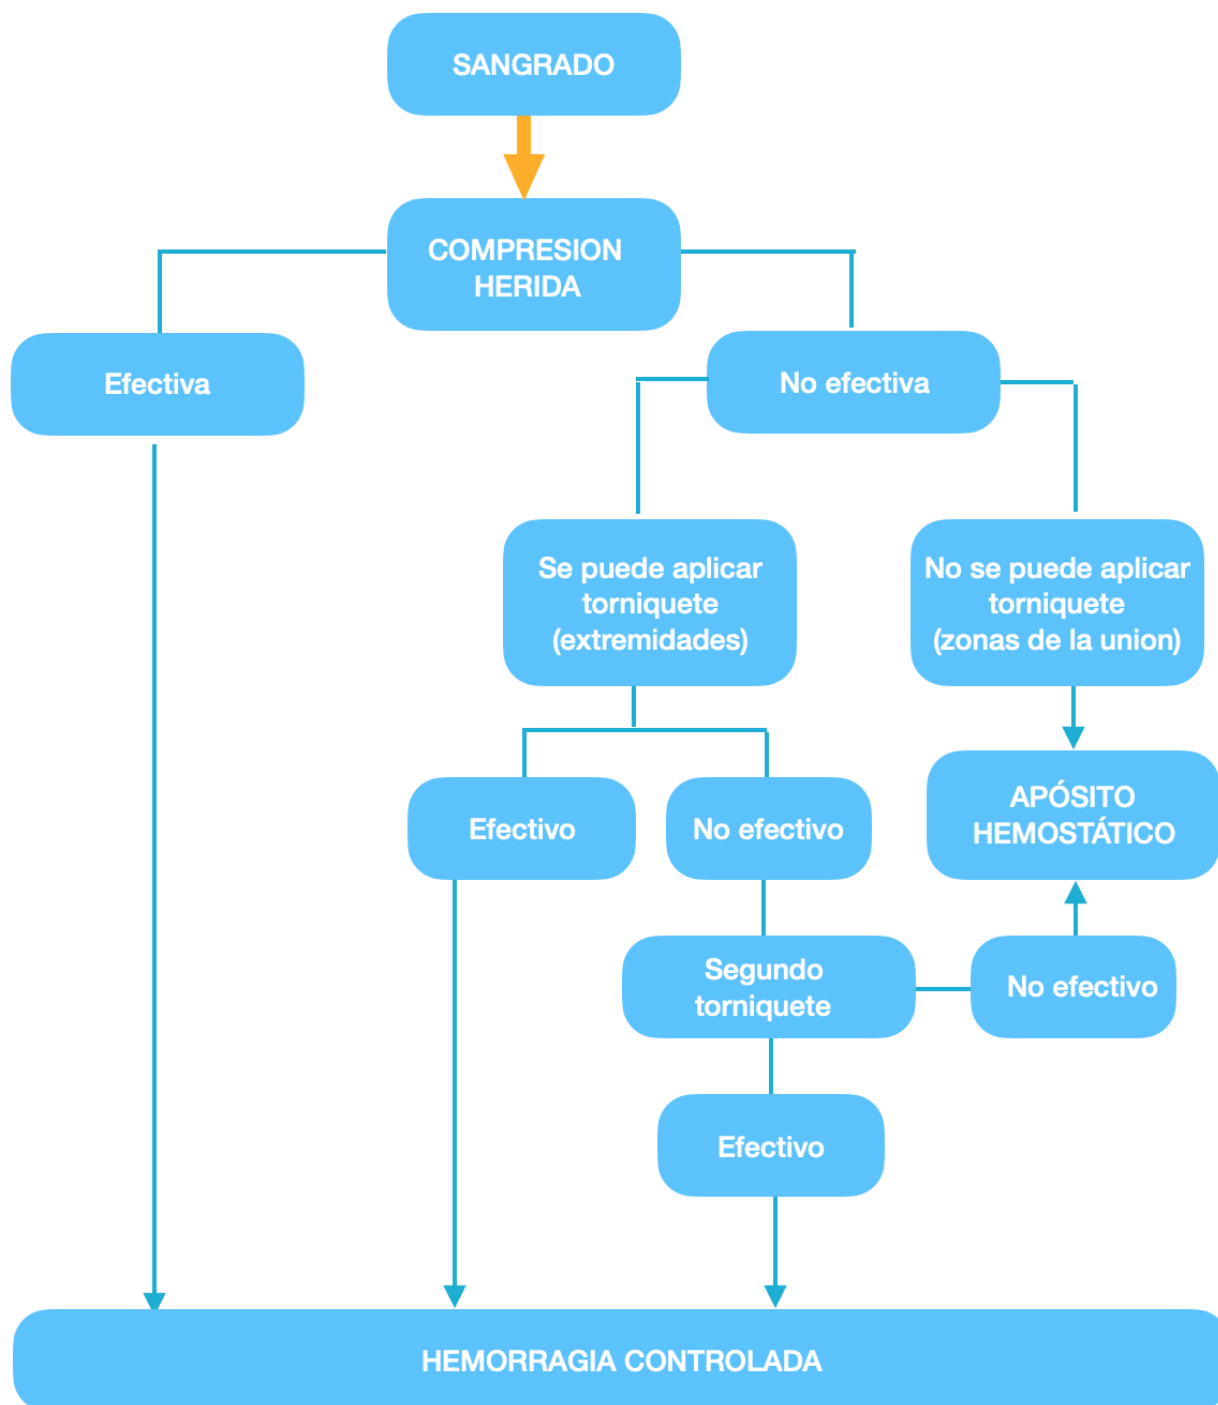 SANGRADO
COMPRESION
HERIDA
Efectiva
No efectiva
Se puede aplicar
torniquete
(extremidades)
No se puede aplicar
torniquete
(zonas de la union)
Efectivo
No efectivo
APÓSITO
HEMOSTÁTICO
Segundo
torniquete
No efectivo
Efectivo
HEMORRAGIA CONTROLADA